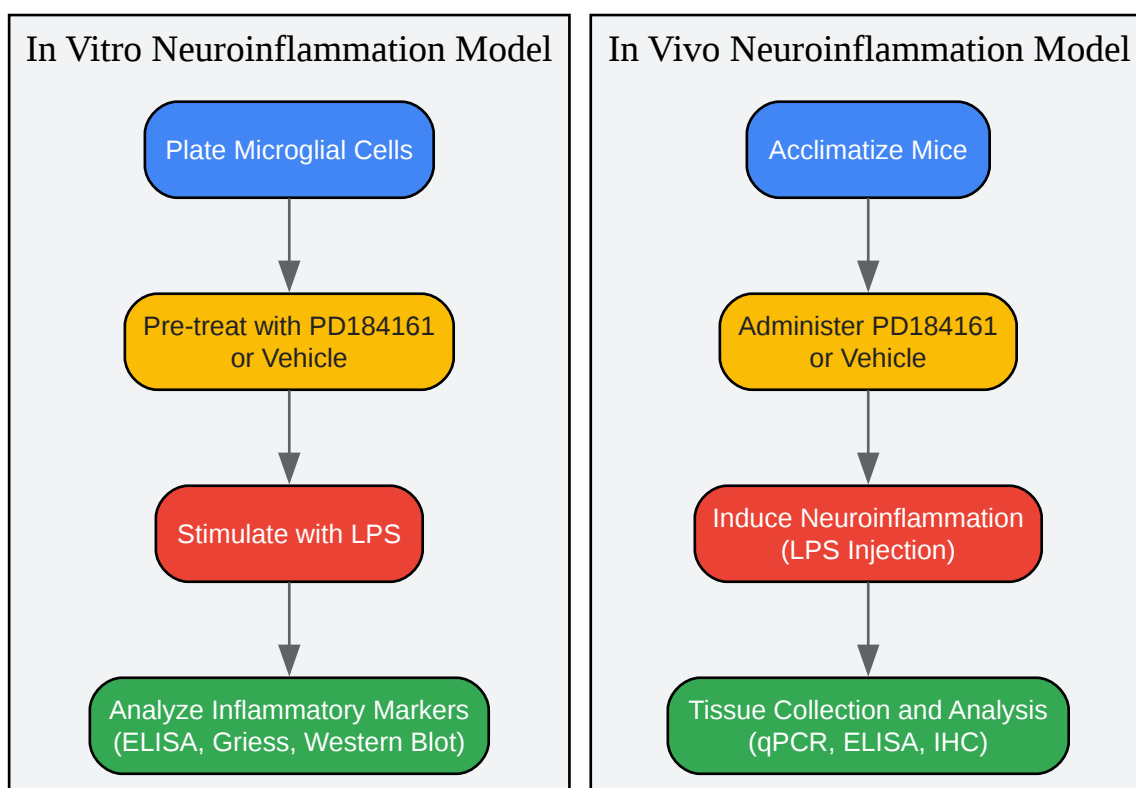 In Vitro Neuroinflammation Model
Plate Microglial Cells
Pre-treat with PD184161
or Vehicle
Stimulate with LPS
Analyze Inflammatory Markers
(ELISA, Griess, Western Blot)
In Vivo Neuroinflammation Model
Acclimatize Mice
Administer PD184161
or Vehicle
Induce Neuroinflammation
(LPS Injection)
Tissue Collection and Analysis
(qPCR, ELISA, IHC)